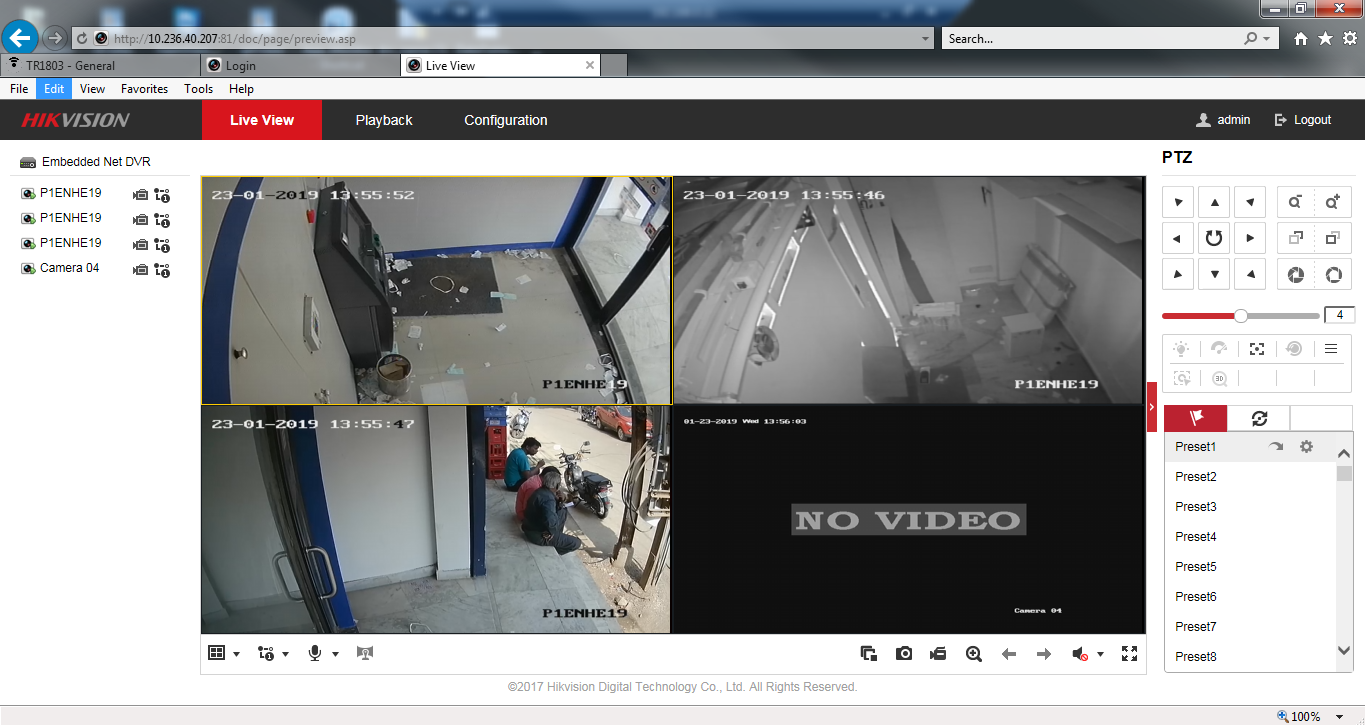 http://10.236.40.207:81/doc/page/preview.asp
Search...
TR1803 - General
Login
Live View
File Edit View Favorites Tools Help
HIKVISION
Live View
Playback
Configuration
admin
Logout
Embedded Net DVR
P1ENHE19
P1ENHE19
P1ENHE19
Camera 04
23-01-2019 13:55:52
P1ENHE19
23-01-2019 13:55:46
P1ENHE19
23-01-2019 13:55:47
P1ENHE19
01-23-2019 Wed 13:56:03
NO VIDEO
Camera 04
PTZ
4
3D
Preset1
Preset2
Preset3
Preset4
Preset5
Preset6
Preset7
Preset8
©2017 Hikvision Digital Technology Co., Ltd. All Rights Reserved.
100%